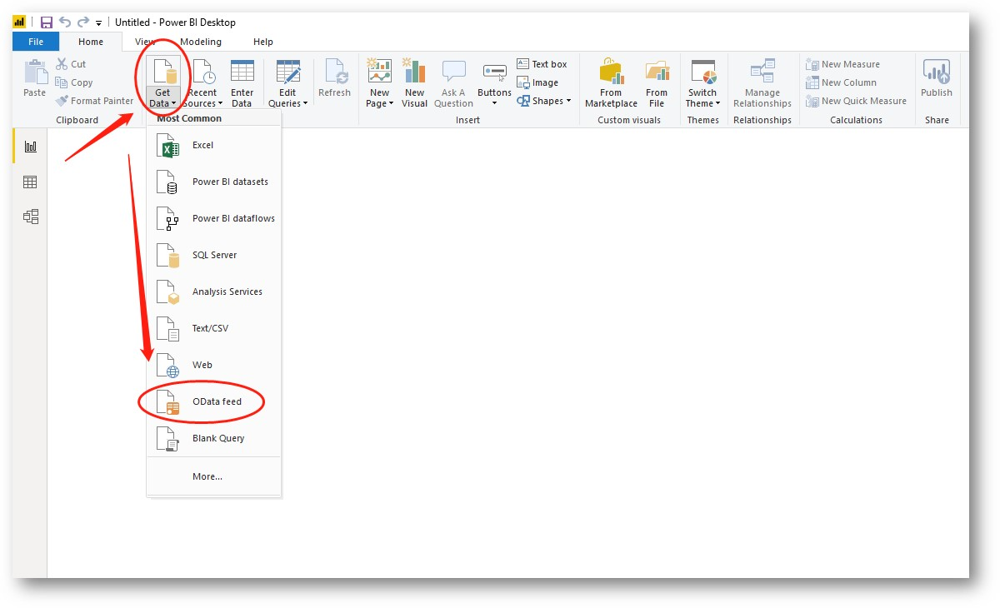 Untitled - Power BI Desktop
File Home View Modeling Help
Paste
Cut
Copy
Format Painter
Clipboard
Get
Data
Recent
Sources
Enter
Data
Edit
Queries
Refresh
New
Page
New
Visual
Ask A
Question
Buttons
Text box
Image
Shapes
Insert
From
Marketplace
From
File
Custom visuals
Switch
Theme
Themes
Manage
Relationships
Relationships
New Measure
New Column
New Quick Measure
Calculations
Publish
Share
Most Common
Excel
Power BI datasets
Power BI dataflows
SQL Server
Analysis Services
Text/CSV
Web
OData feed
Blank Query
More...